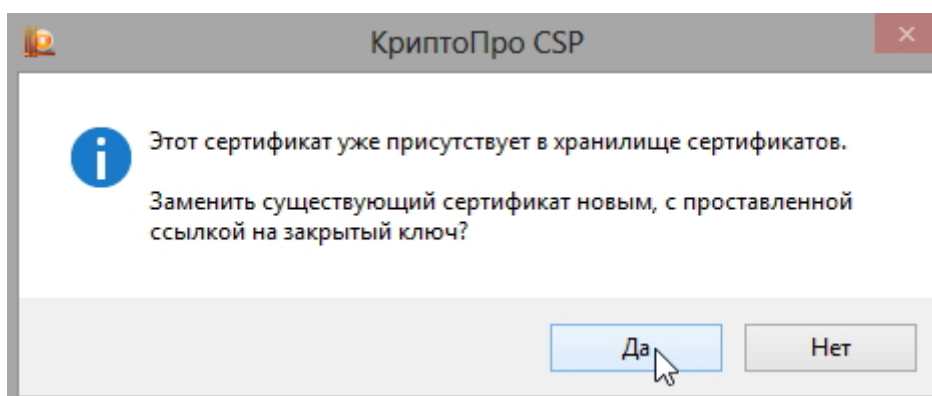 КриптоПро CSP
Этот сертификат уже присутствует в хранилище сертификатов.
Заменить существующий сертификат новым, с проставленной
ссылкой на закрытый ключ?
Да
Нет